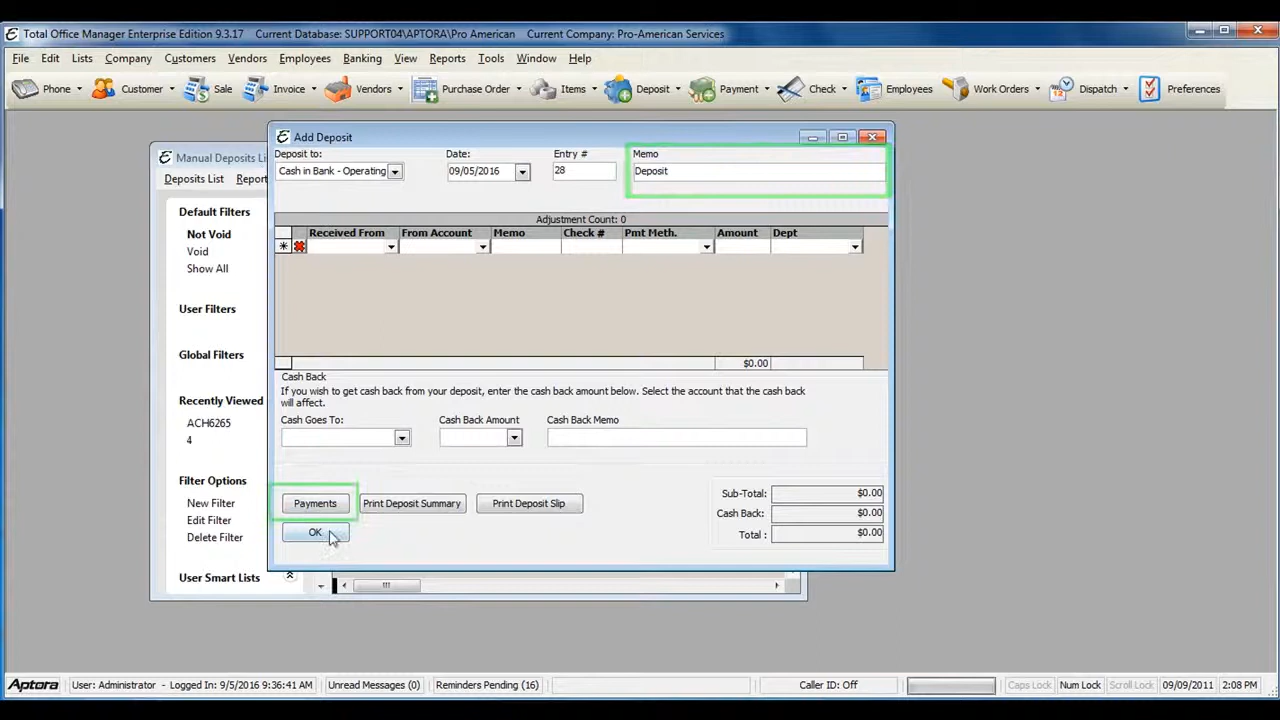 Total Office Manager Enterprise Edition 9.3.17 Current Database: SUPPORT04\APTORA\Pro American Current Company: Pro-American Services
File Edit Lists Company Customers Vendors Employees Banking View Reports Tools Window Help
Phone Customer Sale Invoice Vendors Purchase Order Items Deposit Payment Check Employees Work Orders Dispatch Preferences
Add Deposit
Manual Deposits Li
Deposits List Report
Default Filters
Not Void
Void
Show All
User Filters
Global Filters
Recently Viewed
ACH6265
4
Filter Options
New Filter
Edit Filter
Delete Filter
User Smart Lists
Deposit to: Date: Entry # Memo
Cash in Bank - Operating 09/05/2016 28 Deposit
Adjustment Count: 0
Received From From Account Memo Check # Pmt Meth. Amount Dept
$0.00
Cash Back
If you wish to get cash back from your deposit, enter the cash back amount below. Select the account that the cash back
will affect.
Cash Goes To: Cash Back Amount Cash Back Memo
Payments Print Deposit Summary Print Deposit Slip
OK
Sub-Total: $0.00
Cash Back: $0.00
Total : $0.00
Aptora User: Administrator - Logged In: 9/5/2016 9:36:41 AM Unread Messages (0) Reminders Pending (16) Caller ID: Off Caps Lock Num Lock Scroll Lock 09/09/2011 2:08 PM